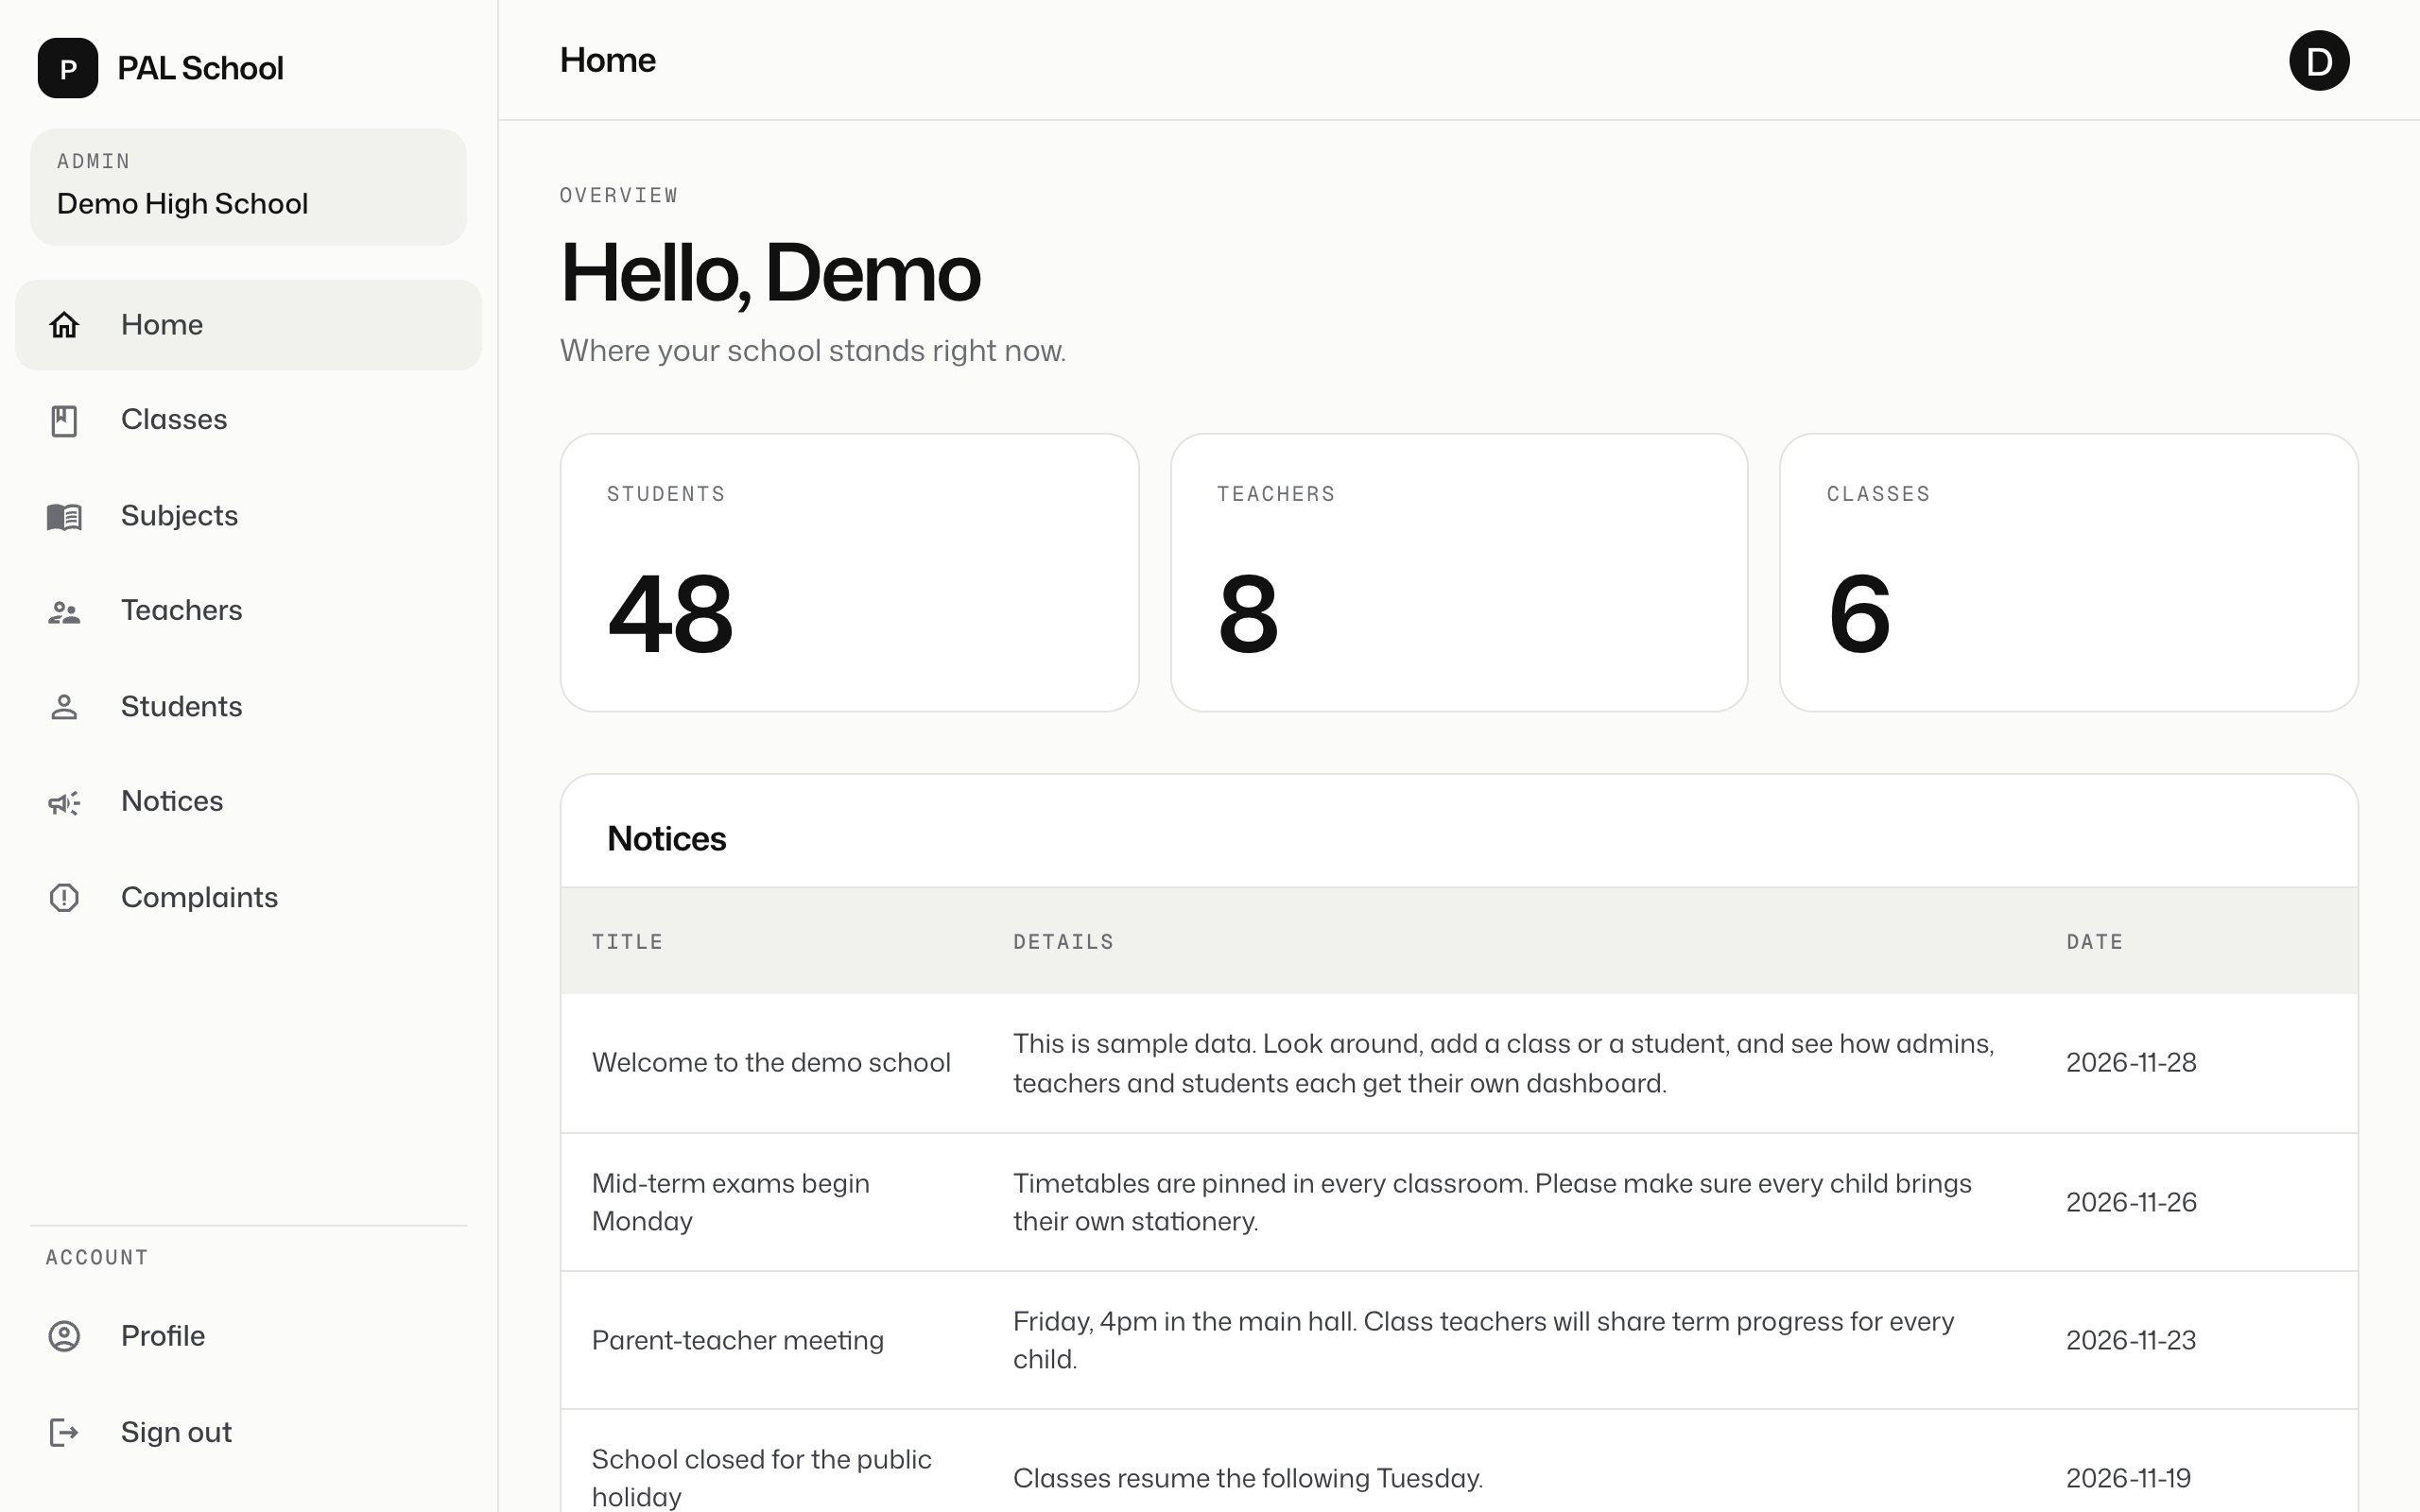 P
PAL School
ADMIN
Demo High School
Home
Classes
Subjects
Teachers
Students
Notices
Complaints
ACCOUNT
Profile
Sign out
Home
D
OVERVIEW
Hello, Demo
Where your school stands right now.
STUDENTS
48
TEACHERS
8
CLASSES
6
Notices
TITLE DETAILS DATE
Welcome to the demo school
This is sample data. Look around, add a class or a student, and see how admins,
teachers and students each get their own dashboard.
2026-11-28
Mid-term exams begin
Monday
Timetables are pinned in every classroom. Please make sure every child brings
their own stationery.
2026-11-26
Parent-teacher meeting
Friday, 4pm in the main hall. Class teachers will share term progress for every
child.
2026-11-23
School closed for the public
holiday
Classes resume the following Tuesday.
2026-11-19